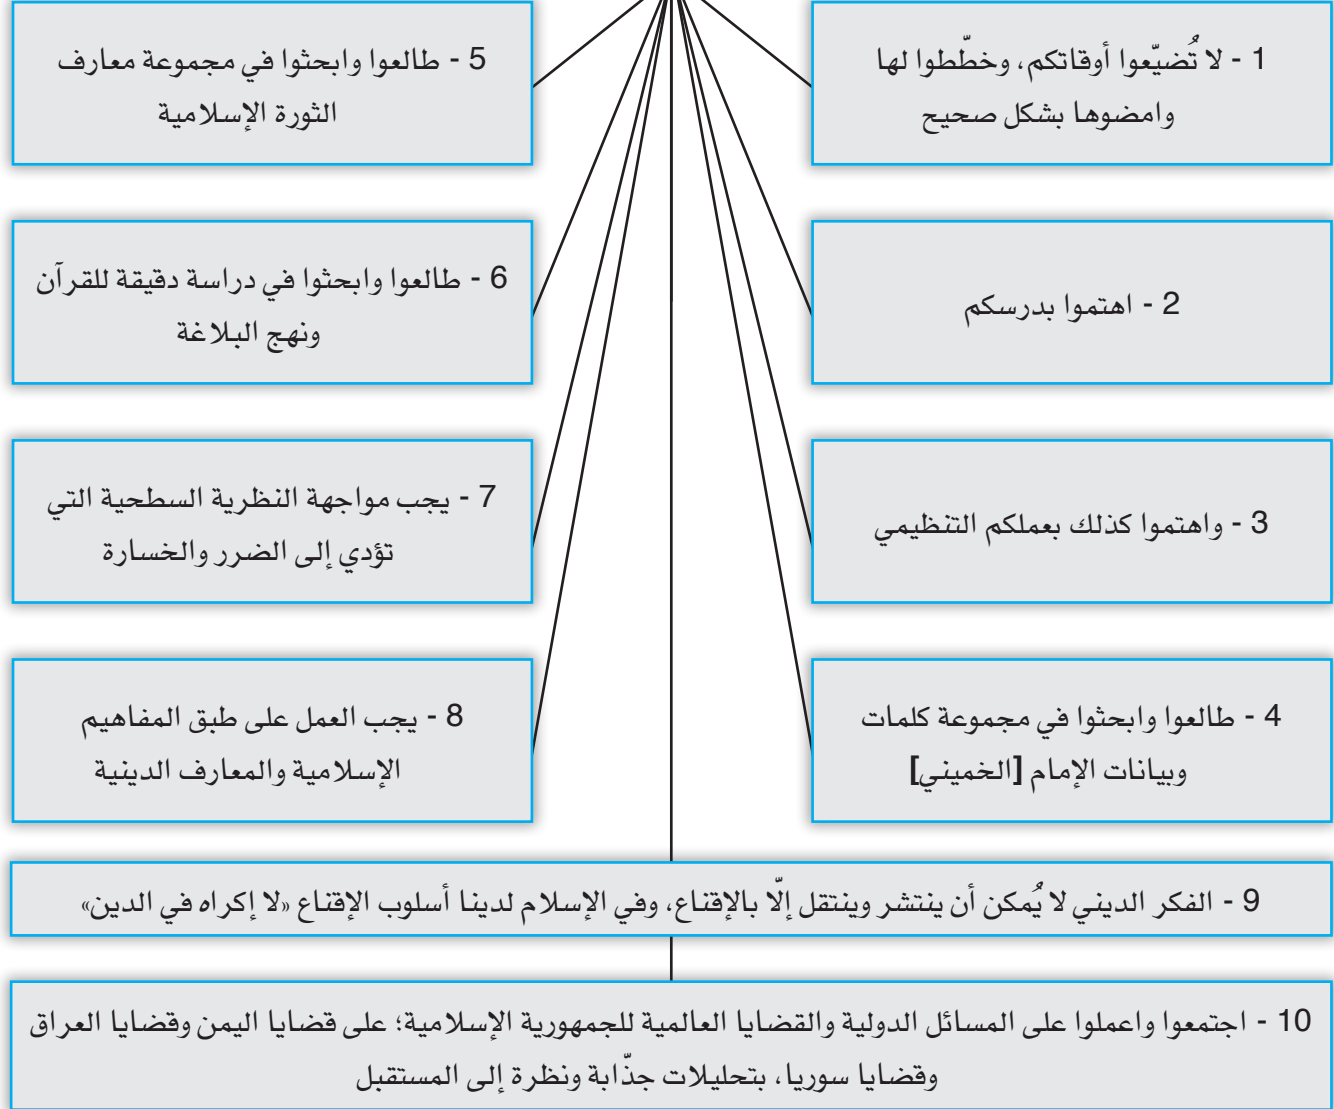 1 - لا تُضيّعوا أوقاتكم، وخطّطوا لها
وامضوها بشكل صحيح
2 - اهتموا بدرسكم
3 - واهتموا كذلك بعملكم التنظيمي
4 - طالعوا وابحثوا في مجموعة كلمات
وبيانات الإمام [الخميني]
5 - طالعوا وابحثوا في مجموعة معارف
الثورة الإسلامية
6 - طالعوا وابحثوا في دراسة دقيقة للقرآن
ونهج البلاغة
7 - يجب مواجهة النظرية السطحية التي
تؤدي إلى الضرر والخسارة
8 - يجب العمل على طبق المفاهيم
الإسلامية والمعارف الدينية
9 - الفكر الديني لا يُمكن أن ينتشر وينتقل إلّا بالإقناع، وفي الإسلام لدينا أسلوب الإقناع «لا إكراه في الدين»
10 - اجتمعوا واعملوا على المسائل الدولية والقضايا العالمية للجمهورية الإسلامية؛ على قضايا اليمن وقضايا العراق
وقضايا سوريا، بتحليلات جذّابة ونظرة إلى المستقبل